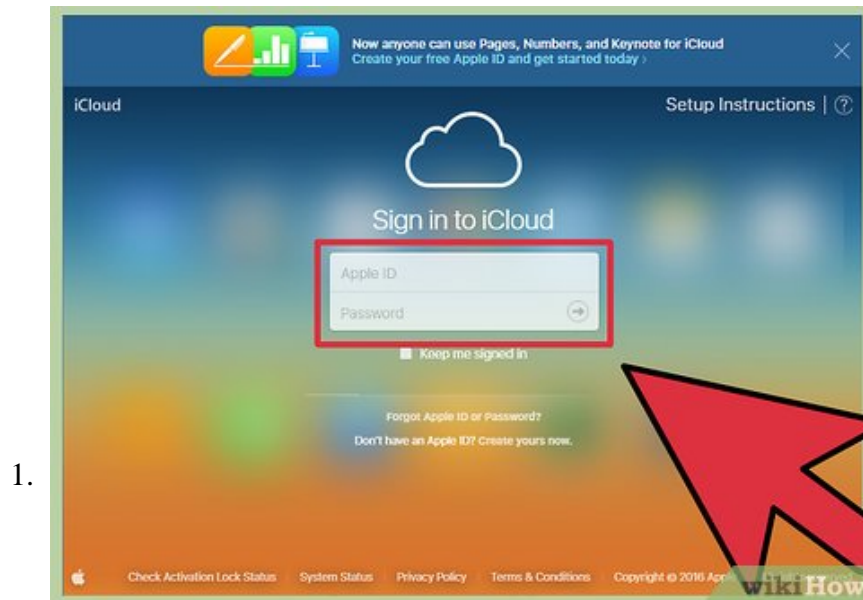 Now anyone can use Pages, Numbers, and Keynote for iCloud
Create your free Apple ID and get started today ›
iCloud
Setup Instructions | ?
Sign in to iCloud
Apple ID
Password
Keep me signed in
Forgot Apple ID or Password?
Don't have an Apple ID? Create yours now.
1.
Check Activation Lock Status System Status Privacy Policy Terms & Conditions Copyright © 2016
wikiHow